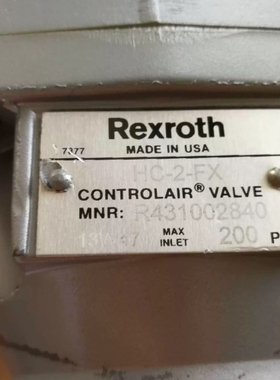 Rexroth
7377 MADE IN USA
HC-2-FX
CONTROLAIR® VALVE
MNR: R431002840
MAX
INLET 200 P